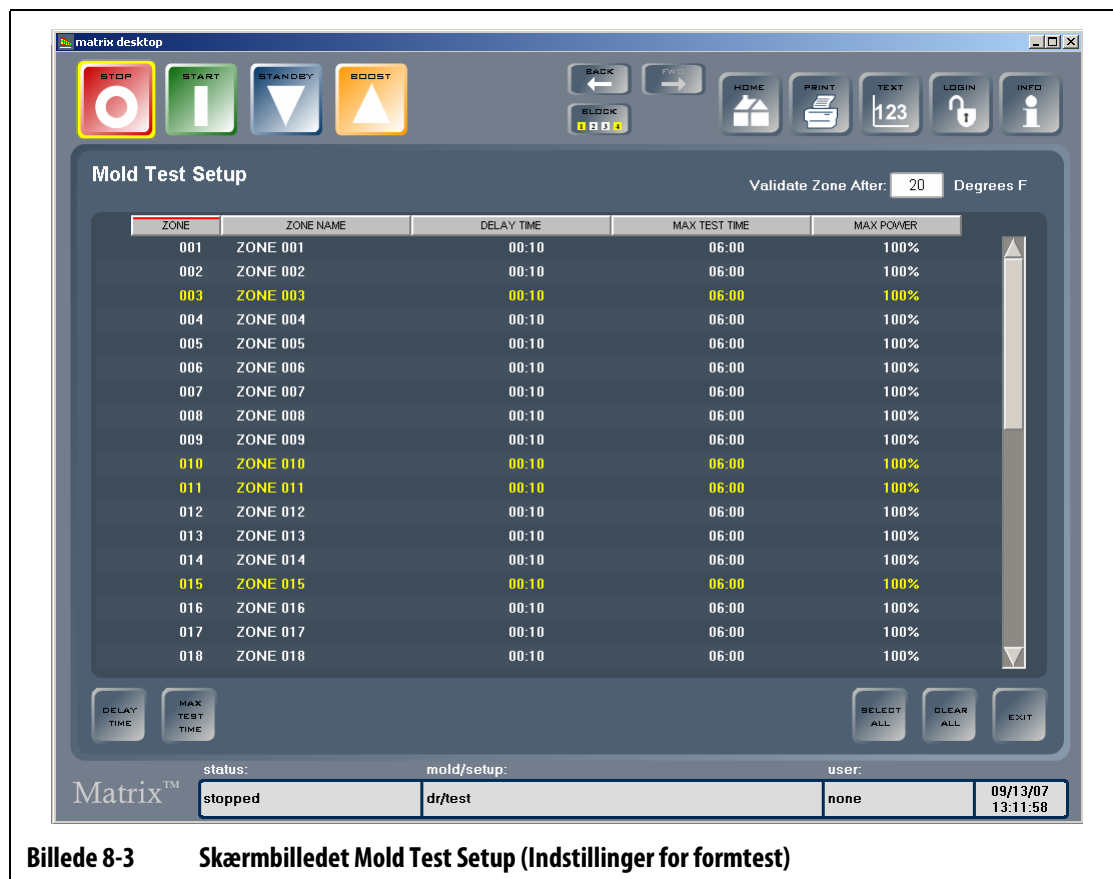 matrix desktop
STOP START STANDBY BOOST BACK FWD HOME PRINT TEXT LOGIN INFO
BLOCK
1 2 3 4
123
Mold Test Setup
Validate Zone After: 20 Degrees F
ZONE ZONE NAME DELAY TIME MAX TEST TIME MAX POWER
001 ZONE 001 00:10 06:00 100%
002 ZONE 002 00:10 06:00 100%
003 ZONE 003 00:10 06:00 100%
004 ZONE 004 00:10 06:00 100%
005 ZONE 005 00:10 06:00 100%
006 ZONE 006 00:10 06:00 100%
007 ZONE 007 00:10 06:00 100%
008 ZONE 008 00:10 06:00 100%
009 ZONE 009 00:10 06:00 100%
010 ZONE 010 00:10 06:00 100%
011 ZONE 011 00:10 06:00 100%
012 ZONE 012 00:10 06:00 100%
013 ZONE 013 00:10 06:00 100%
014 ZONE 014 00:10 06:00 100%
015 ZONE 015 00:10 06:00 100%
016 ZONE 016 00:10 06:00 100%
017 ZONE 017 00:10 06:00 100%
018 ZONE 018 00:10 06:00 100%
DELAY TIME MAX TEST TIME SELECT ALL CLEAR ALL EXIT
status: mold/setup: user:
Matrix™ stopped dr/test none 09/13/07
13:11:58
Billede 8-3 Skærmbilledet Mold Test Setup (Indstillinger for formtest)